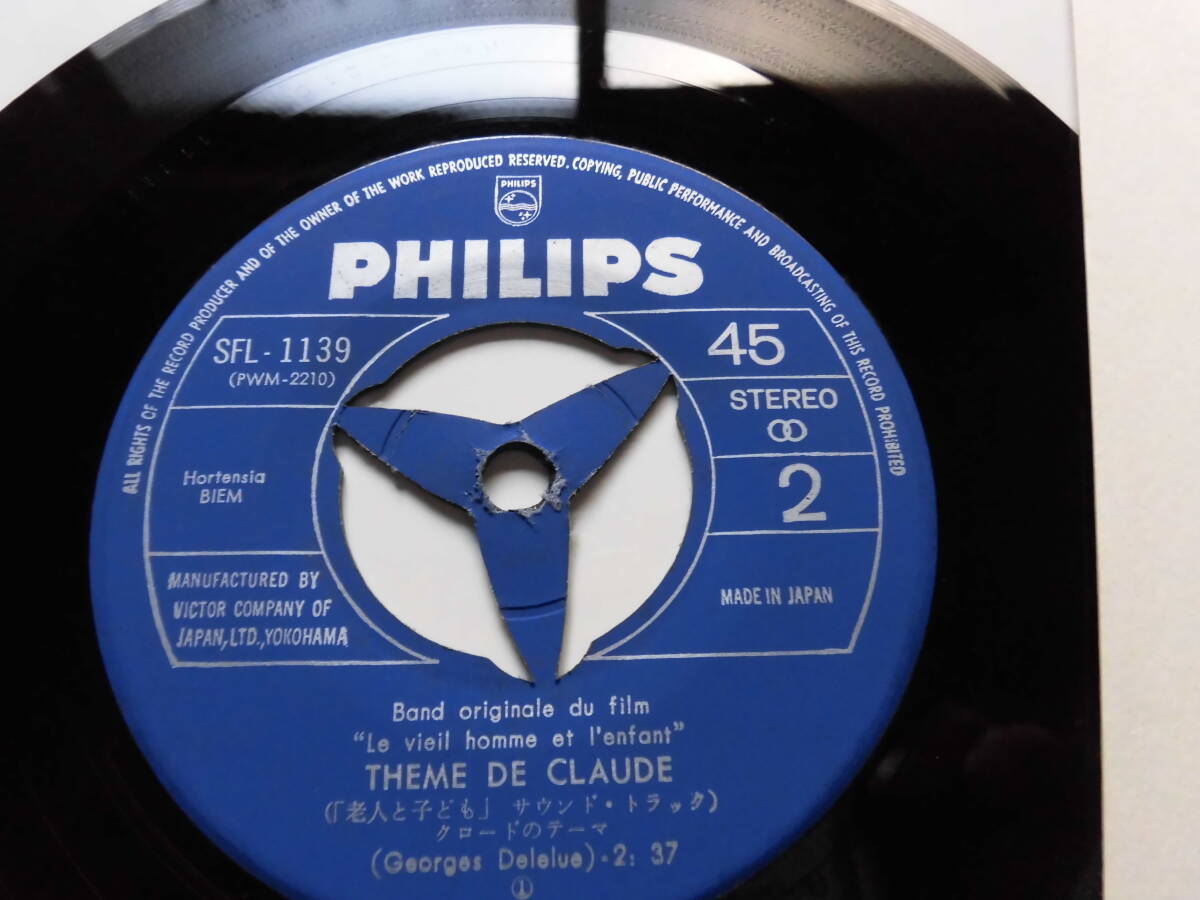 ALL RIGHTS OF THE RECORD PRODUCER AND OF THE OWNER OF THE WORK REPRODUCED RESERVED. COPYING, PUBLIC PERFORMANCE AND BROADCASTING OF THIS RECORD PROHIBITED
PHILIPS
PHILIPS
SFL-1139
(PWM-2210)
45
STEREO
2
Hortensia
BIEM
MANUFACTURED BY
VICTOR COMPANY OF
JAPAN, LTD., YOKOHAMA
MADE IN JAPAN
Band originale du film
"Le vieil homme et l'enfant"
THEME DE CLAUDE
(「老人と子ども」 サウンド・トラック)
クロードのテーマ
(Georges Delelue)・2: 37
①